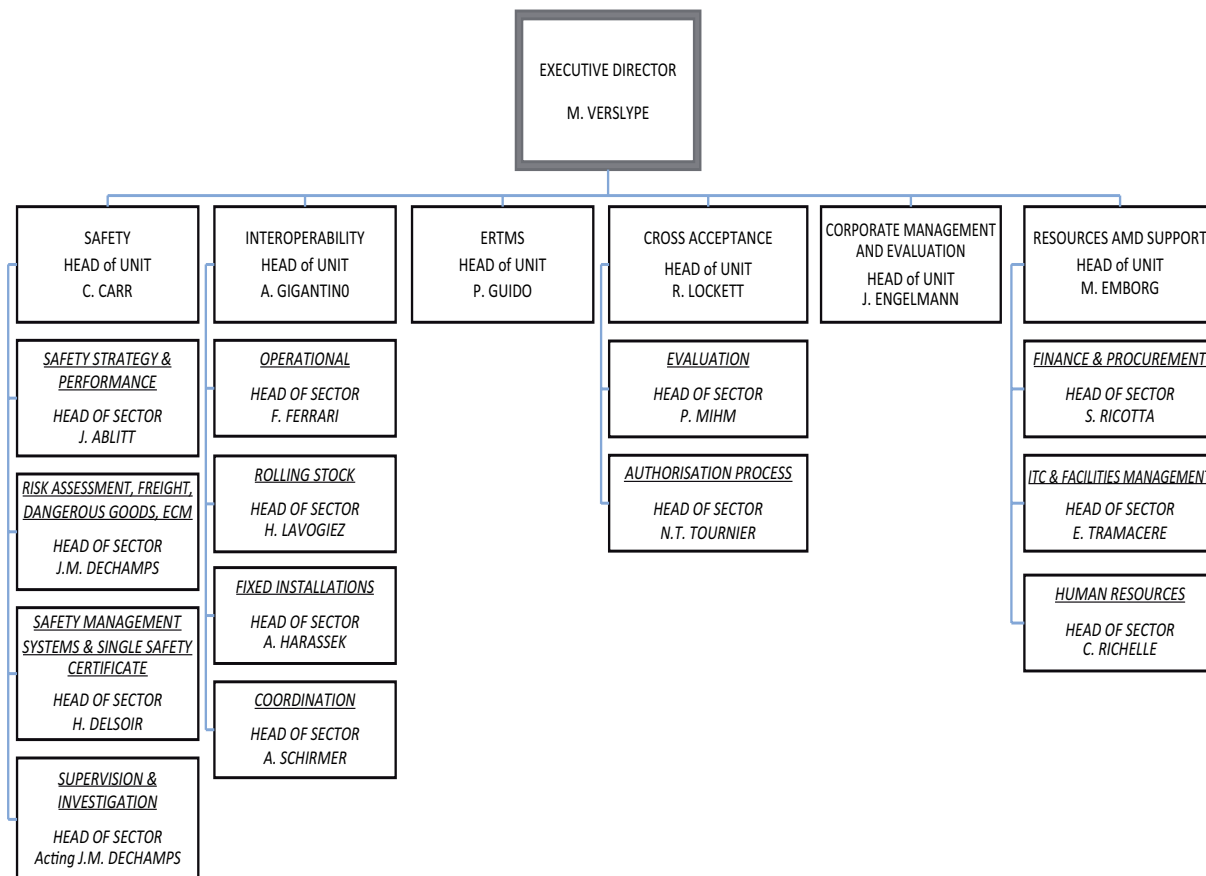 EXECUTIVE DIRECTOR
M. VERSLYPE
SAFETY
HEAD of UNIT
C. CARR
INTEROPERABILITY
HEAD of UNIT
A. GIGANTIN0
ERTMS
HEAD of UNIT
P. GUIDO
CROSS ACCEPTANCE
HEAD of UNIT
R. LOCKETT
CORPORATE MANAGEMENT
AND EVALUATION
HEAD of UNIT
J. ENGELMANN
RESOURCES AMD SUPPORT
HEAD of UNIT
M. EMBORG
SAFETY STRATEGY &
PERFORMANCE
HEAD OF SECTOR
J. ABLITT
RISK ASSESSMENT, FREIGHT,
DANGEROUS GOODS, ECM
HEAD OF SECTOR
J.M. DECHAMPS
SAFETY MANAGEMENT
SYSTEMS & SINGLE SAFETY
CERTIFICATE
HEAD OF SECTOR
H. DELSOIR
SUPERVISION &
INVESTIGATION
HEAD OF SECTOR
Acting J.M. DECHAMPS
OPERATIONAL
HEAD OF SECTOR
F. FERRARI
ROLLING STOCK
HEAD OF SECTOR
H. LAVOGIEZ
FIXED INSTALLATIONS
HEAD OF SECTOR
A. HARASSEK
COORDINATION
HEAD OF SECTOR
A. SCHIRMER
EVALUATION
HEAD OF SECTOR
P. MIHM
AUTHORISATION PROCESS
HEAD OF SECTOR
N.T. TOURNIER
FINANCE & PROCUREMENT
HEAD OF SECTOR
S. RICOTTA
ITC & FACILITIES MANAGEMENT
HEAD OF SECTOR
E. TRAMACERE
HUMAN RESOURCES
HEAD OF SECTOR
C. RICHELLE